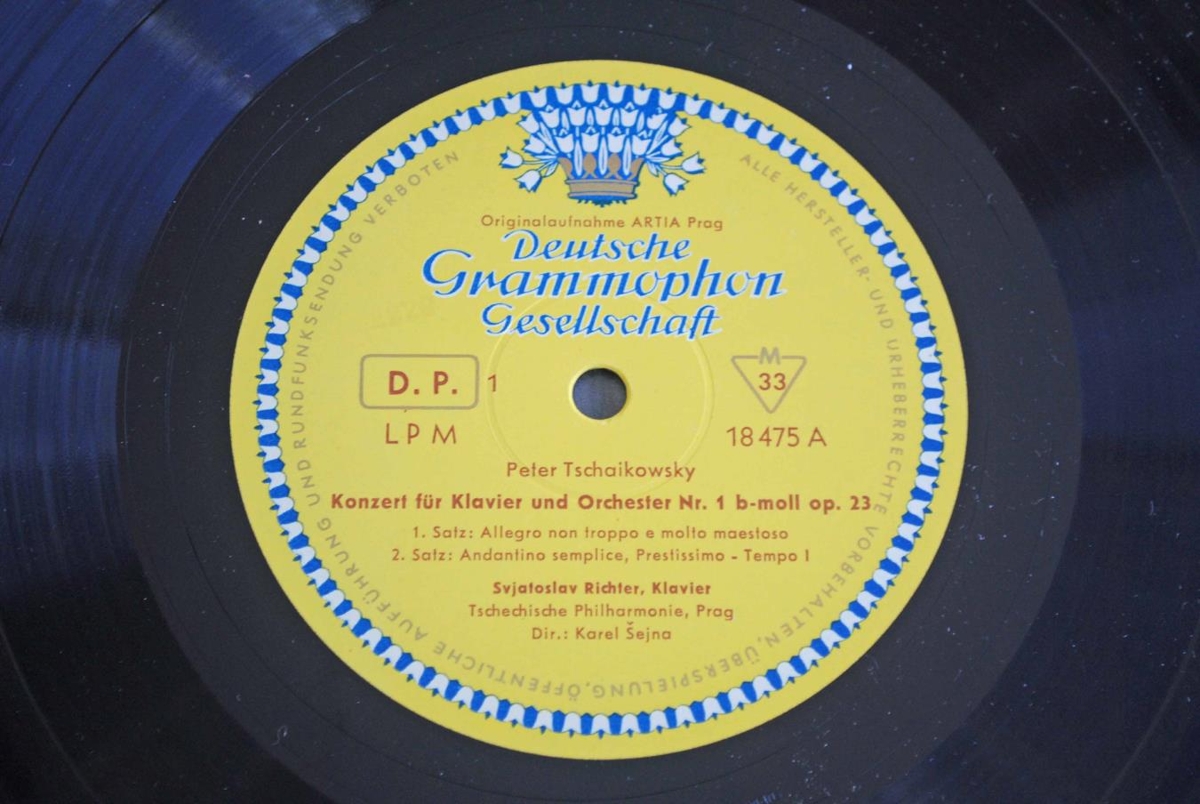 Originalaufnahme ARTIA Prag
Deutsche
Grammophon
Gesellschaft
D. P. 1
M
33
LPM
18 475 A
Peter Tschaikowsky
Konzert für Klavier und Orchester Nr. 1 b-moll op. 23
1. Satz: Allegro non troppo e molto maestoso
2. Satz: Andantino semplice, Prestissimo - Tempo I
Svjatoslav Richter, Klavier
Tschechische Philharmonie, Prag
Dir.: Karel Šejna
ALLE HERSTELLER- UND URHEBERRECHTE VORBEHALTEN, ÜBERSPIELUNG, ÖFFENTLICHE AUFFÜHRUNG UND RUNDFUNKSENDUNG VERBOTEN